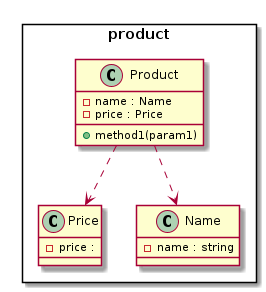 product
C Product
name : Name
price : Price
method1(param1)
C Price
price :
C Name
name : string